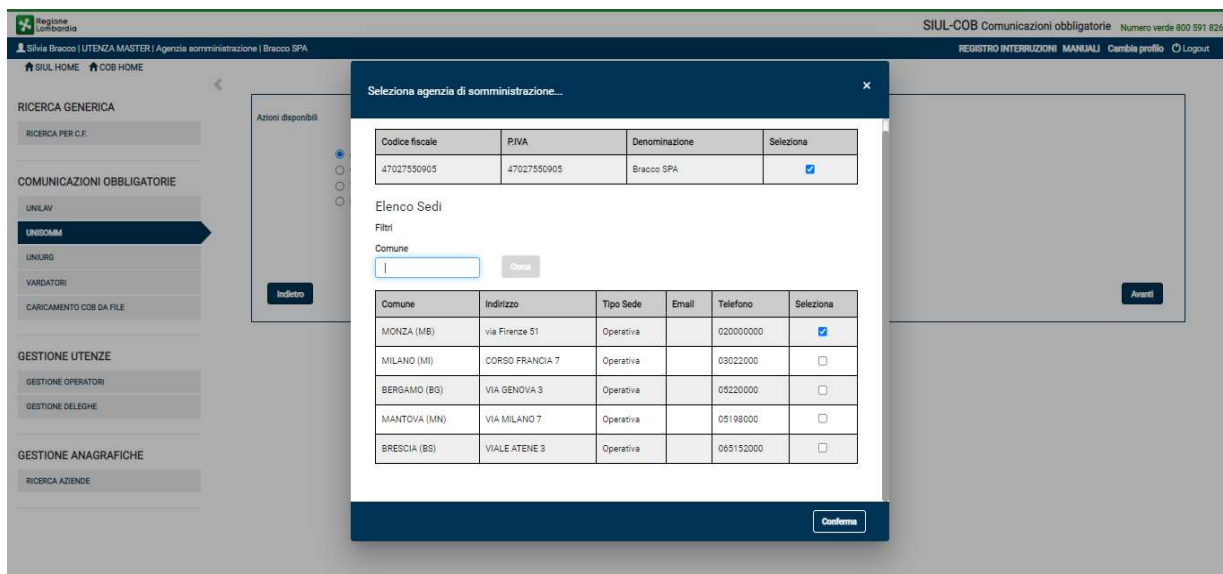 Regione
Lombardia
SIUL-COB Comunicazioni obbligatorie Numero verde 800 591 826
Silvia Bracco | UTENZA MASTER | Agenzia somministrazione | Bracco SPA
REGISTRO INTERRUZIONI MANUALI Cambia profilo Logout
SIUL HOME COB HOME
RICERCA GENERICA
RICERCA PER C.F.
COMUNICAZIONI OBBLIGATORIE
UNILAV
UNISOMM
UNIURG
VARDATORI
CARICAMENTO COB DA FILE
GESTIONE UTENZE
GESTIONE OPERATORI
GESTIONE DELEGHE
GESTIONE ANAGRAFICHE
RICERCA AZIENDE
Azioni disponibili
Indietro
Avanti
Seleziona agenzia di somministrazione... ×
Codice fiscale P.IVA Denominazione Seleziona
47027550905 47027550905 Bracco SPA
Elenco Sedi
Filtri
Comune
Cerca
Comune Indirizzo Tipo Sede Email Telefono Seleziona
MONZA (MB) via Firenze 51 Operativa 020000000
MILANO (MI) CORSO FRANCIA 7 Operativa 03022000
BERGAMO (BG) VIA GENOVA 3 Operativa 05220000
MANTOVA (MN) VIA MILANO 7 Operativa 05198000
BRESCIA (BS) VIALE ATENE 3 Operativa 065152000
Conferma